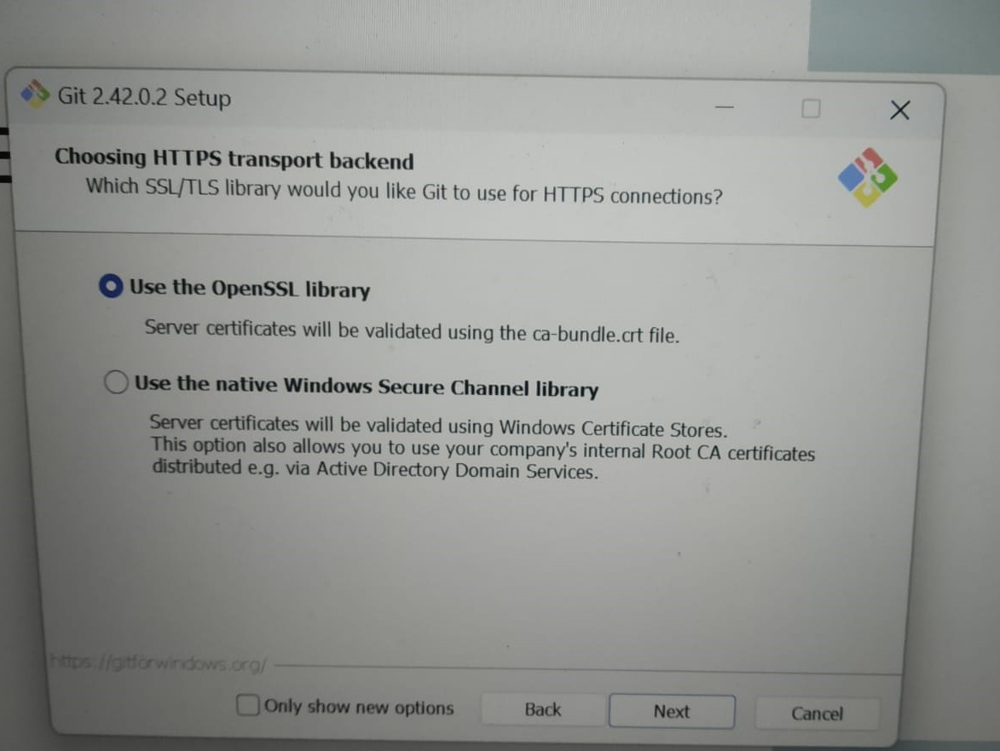 Git 2.42.0.2 Setup
Choosing HTTPS transport backend
Which SSL/TLS library would you like Git to use for HTTPS connections?
Use the OpenSSL library
Server certificates will be validated using the ca-bundle.crt file.
Use the native Windows Secure Channel library
Server certificates will be validated using Windows Certificate Stores.
This option also allows you to use your company's internal Root CA certificates
distributed e.g. via Active Directory Domain Services.
https://gitforwindows.org/
Only show new options
Back
Next
Cancel